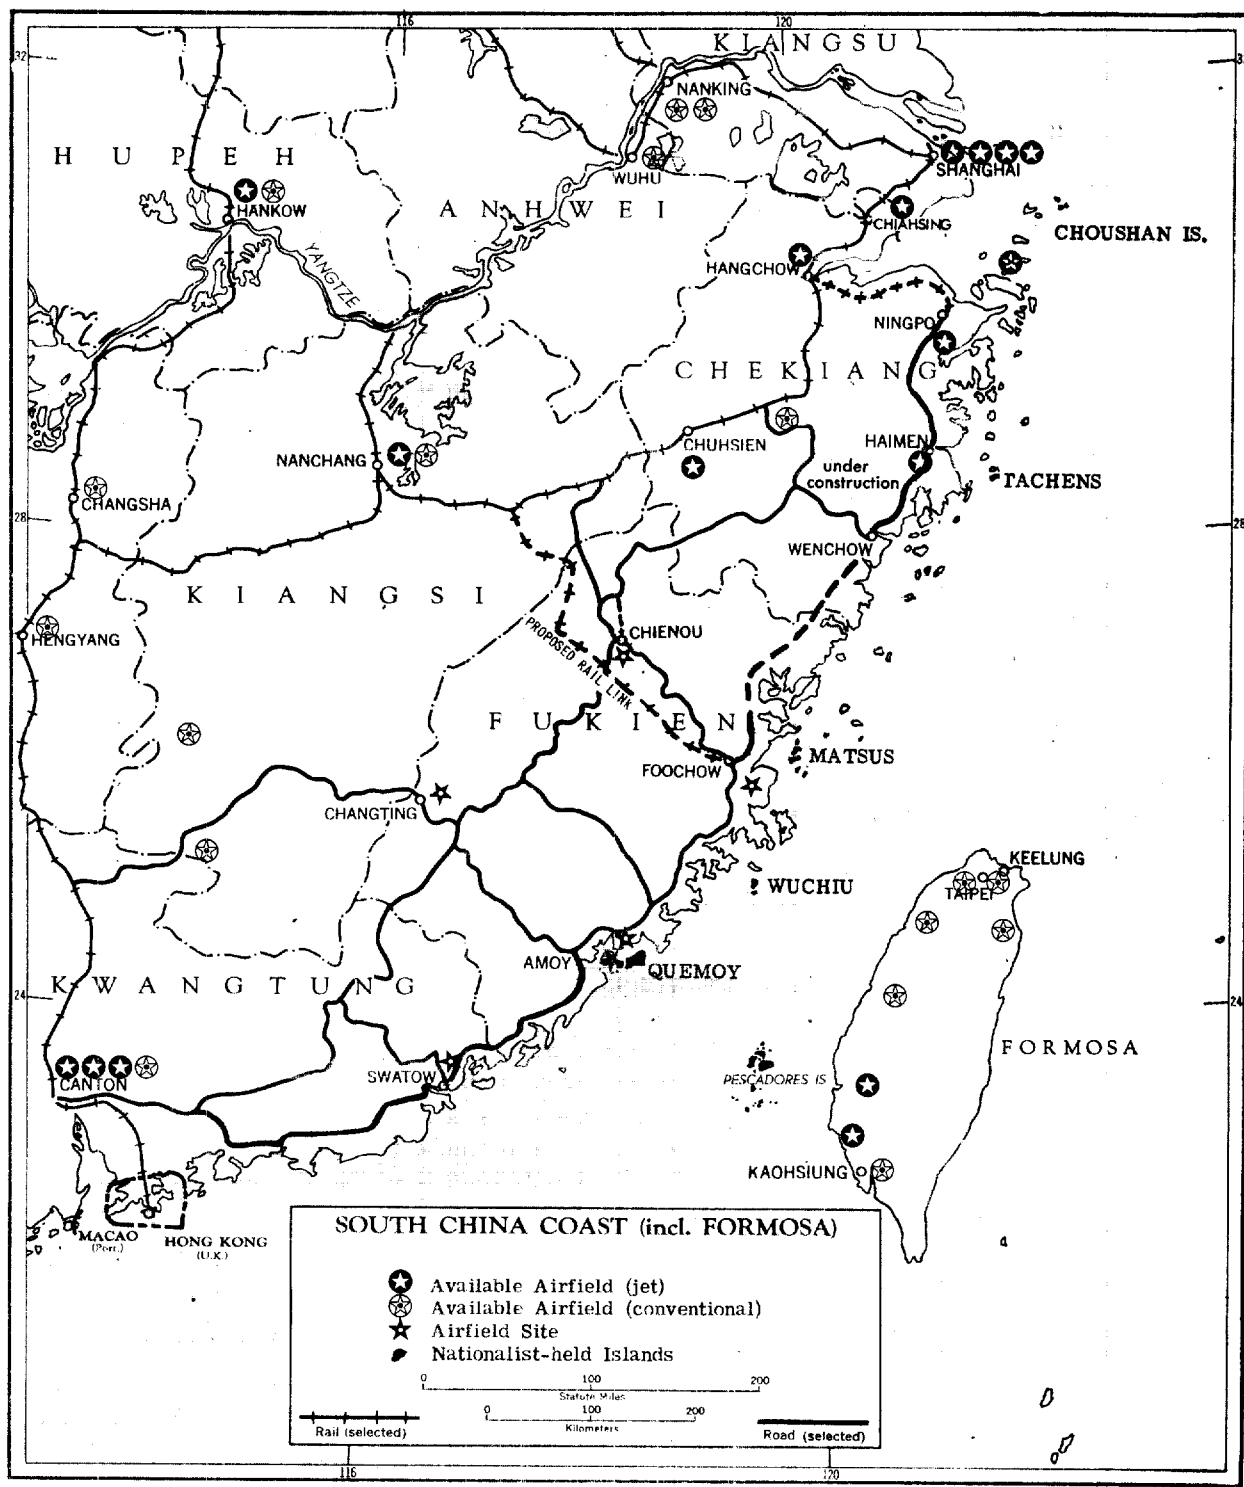 116
120
KIANGSU
32
NANKING
HUPEH
WUHU
SHANGHAI
HANKOW
ANHWEI
CHIAHSING
CHOUSHAN IS.
YANGTZE
HANGCHOW
NINGPO
CHEKIANG
CHUHSIEN
HAIMEN
NANCHANG
under
construction
TACHENS
CHANGSHA
28
28
WENCHOW
KIANGSI
HENGYANG
CHIENOU
PROPOSED RAIL LINK
FUKIEN
MATSUS
FOOCHOW
CHANGTING
KEELUNG
WUCHIU
TAIPEI
AMOY
QUEMOY
KWANGTUNG
24
24
FORMOSA
CANTON
SWATOW
PESCADORES IS
KAOHSIUNG
MACAO
(Port.)
HONG KONG
(U.K.)
SOUTH CHINA COAST (incl. FORMOSA)
Available Airfield (jet)
Available Airfield (conventional)
Airfield Site
Nationalist-held Islands
0 100 200
Statute Miles
0 100 200
Kilometers
Rail (selected)
Road (selected)
116
120